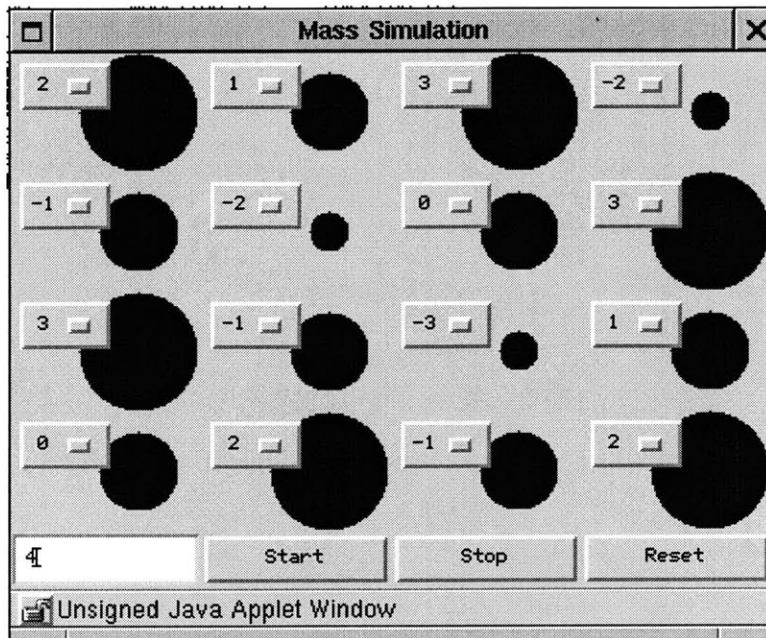 Mass Simulation
2 1 3 -2
-1 -2 0 3
3 -1 -3 1
0 2 -1 2
4 Start Stop Reset
Unsigned Java Applet Window